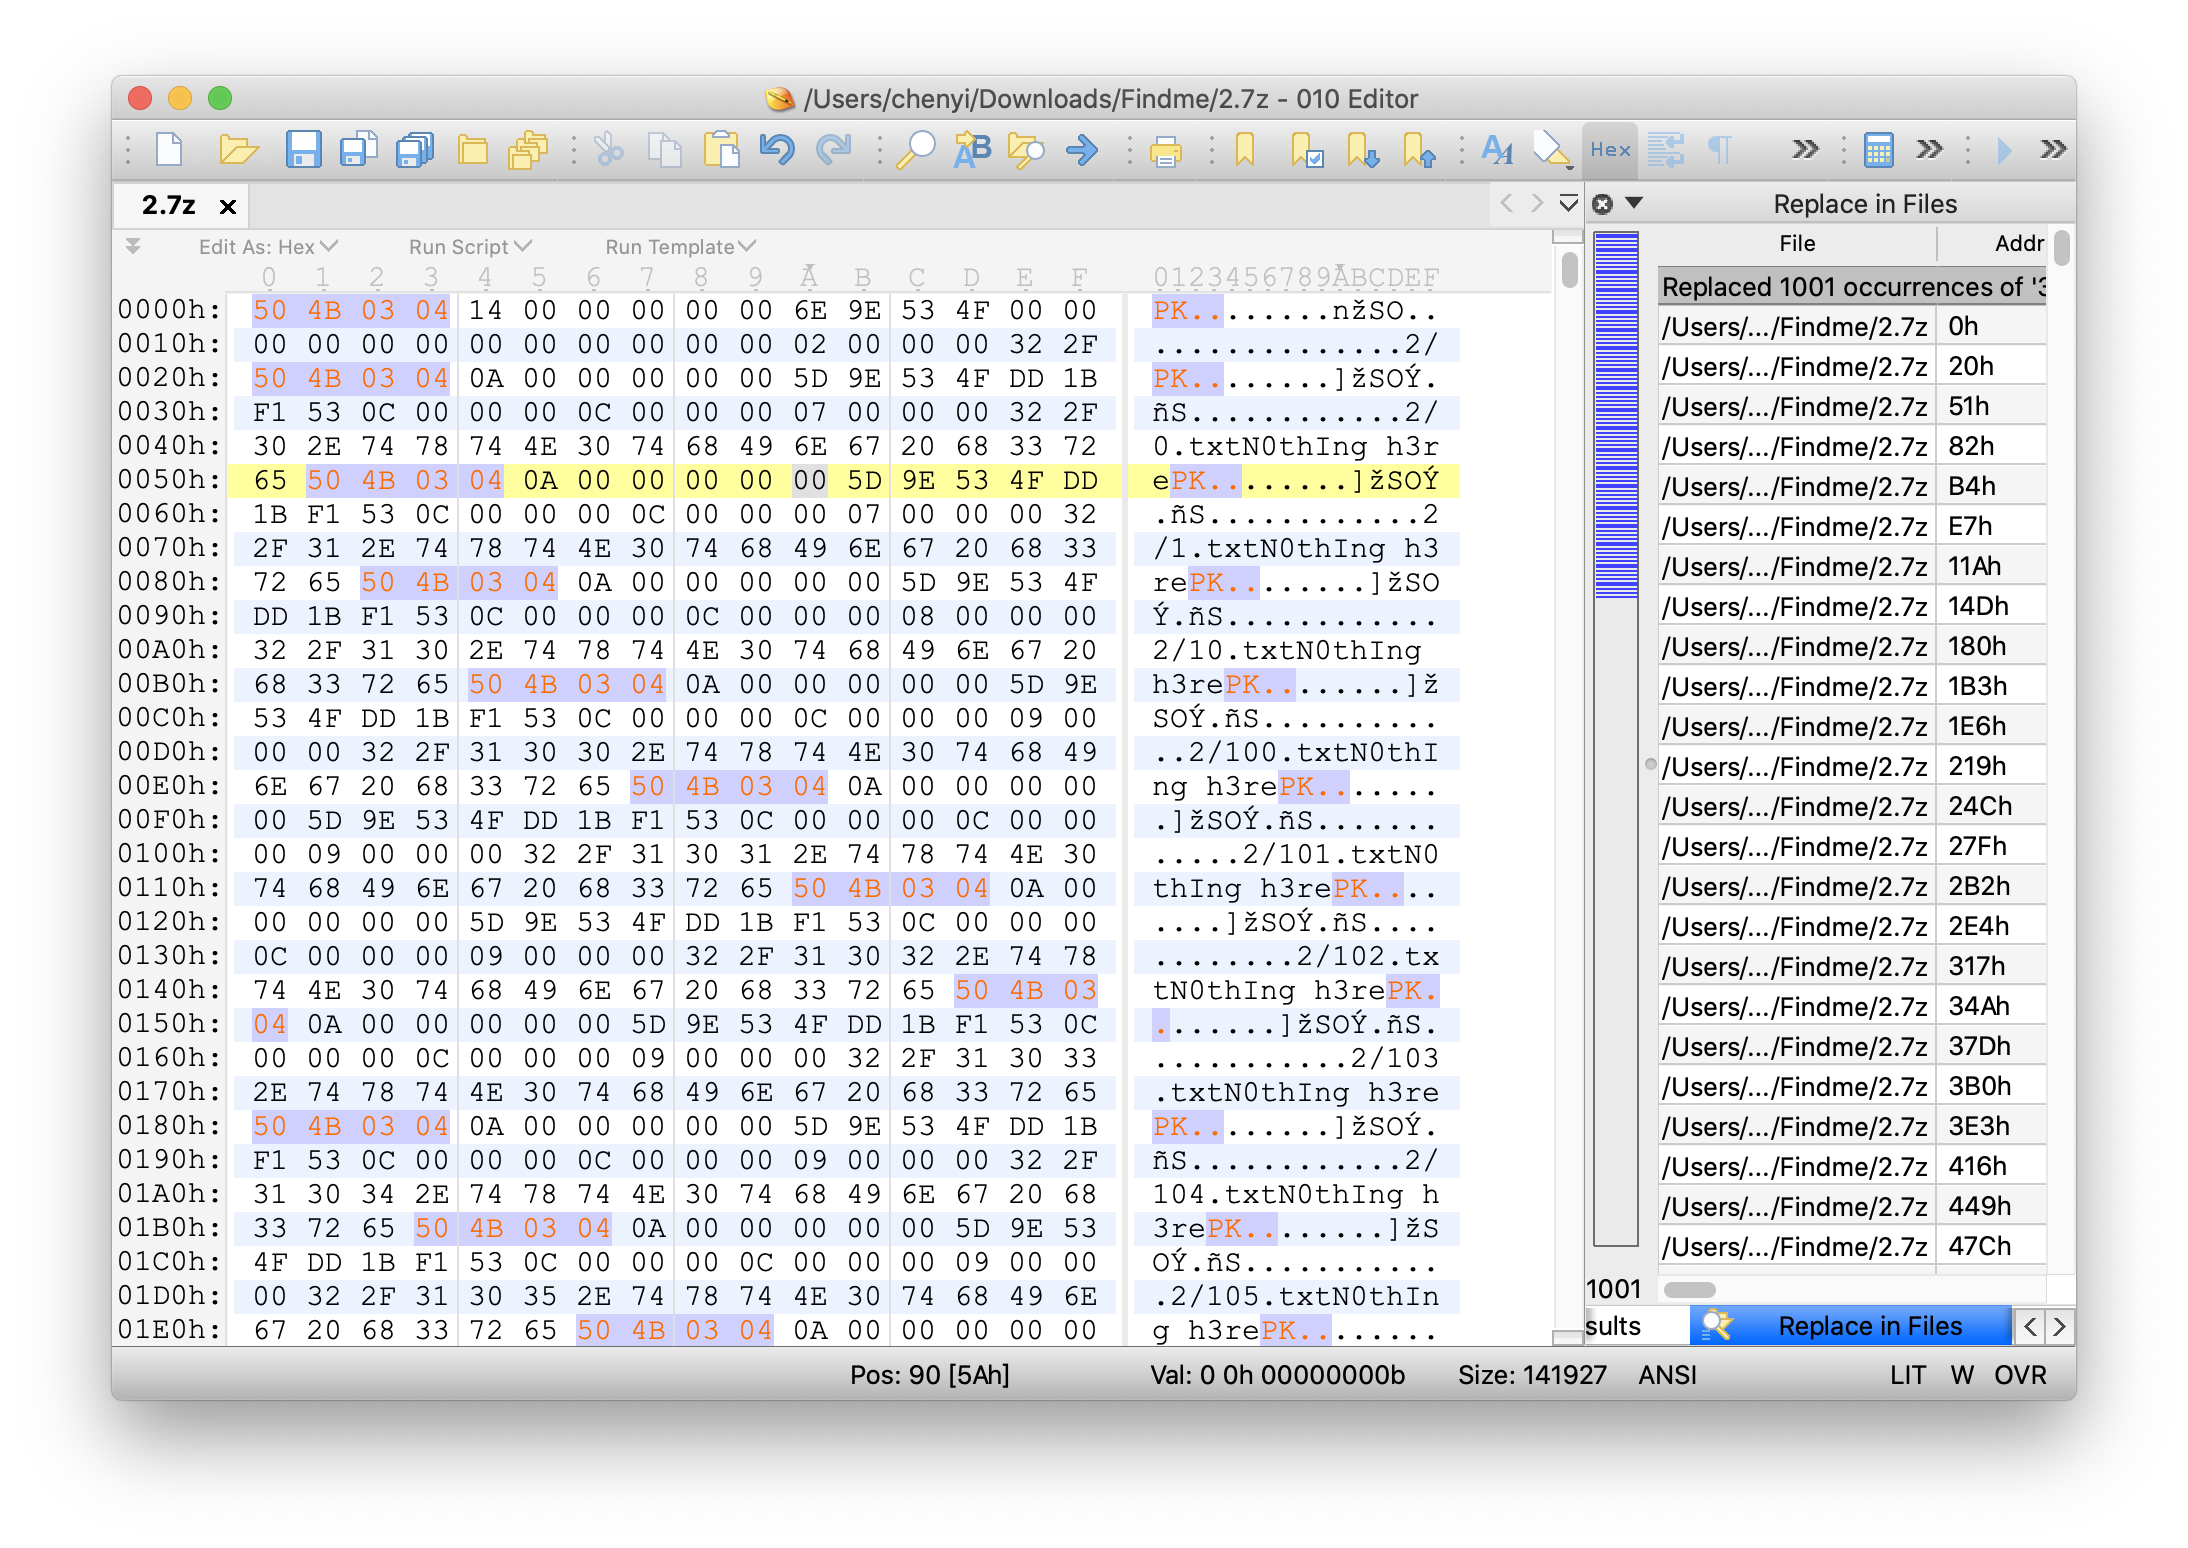 /Users/chenyi/Downloads/Findme/2.7z - 010 Editor
Hex
2.7z x
Replace in Files
Edit As: Hex Run Script Run Template
File Addr
0 1 2 3 4 5 6 7 8 9 A B C D E F 0123456789ABCDEF
Replaced 1001 occurrences of '3
0000h: 50 4B 03 04 14 00 00 00 00 00 6E 9E 53 4F 00 00 PK........nžSO..
0010h: 00 00 00 00 00 00 00 00 00 00 02 00 00 00 32 2F ..............2/
0020h: 50 4B 03 04 0A 00 00 00 00 00 5D 9E 53 4F DD 1B PK........]žSOÝ.
0030h: F1 53 0C 00 00 00 0C 00 00 00 07 00 00 00 32 2F ñS............2/
0040h: 30 2E 74 78 74 4E 30 74 68 49 6E 67 20 68 33 72 0.txtN0thIng h3r
0050h: 65 50 4B 03 04 0A 00 00 00 00 00 5D 9E 53 4F DD ePK........]žSOÝ
0060h: 1B F1 53 0C 00 00 00 0C 00 00 00 07 00 00 00 32 .ñS............2
0070h: 2F 31 2E 74 78 74 4E 30 74 68 49 6E 67 20 68 33 /1.txtN0thIng h3
0080h: 72 65 50 4B 03 04 0A 00 00 00 00 00 5D 9E 53 4F rePK........]žSO
0090h: DD 1B F1 53 0C 00 00 00 0C 00 00 00 08 00 00 00 Ý.ñS............
00A0h: 32 2F 31 30 2E 74 78 74 4E 30 74 68 49 6E 67 20 2/10.txtN0thIng
00B0h: 68 33 72 65 50 4B 03 04 0A 00 00 00 00 00 5D 9E h3rePK........]ž
00C0h: 53 4F DD 1B F1 53 0C 00 00 00 0C 00 00 00 09 00 SOÝ.ñS..........
00D0h: 00 00 32 2F 31 30 30 2E 74 78 74 4E 30 74 68 49 ..2/100.txtN0thI
00E0h: 6E 67 20 68 33 72 65 50 4B 03 04 0A 00 00 00 00 ng h3rePK.......
00F0h: 00 5D 9E 53 4F DD 1B F1 53 0C 00 00 00 0C 00 00 .]žSOÝ.ñS.......
0100h: 00 09 00 00 00 32 2F 31 30 31 2E 74 78 74 4E 30 .....2/101.txtN0
0110h: 74 68 49 6E 67 20 68 33 72 65 50 4B 03 04 0A 00 thIng h3rePK....
0120h: 00 00 00 00 5D 9E 53 4F DD 1B F1 53 0C 00 00 00 ....]žSOÝ.ñS....
0130h: 0C 00 00 00 09 00 00 00 32 2F 31 30 32 2E 74 78 ........2/102.tx
0140h: 74 4E 30 74 68 49 6E 67 20 68 33 72 65 50 4B 03 tN0thIng h3rePK.
0150h: 04 0A 00 00 00 00 00 5D 9E 53 4F DD 1B F1 53 0C .......]žSOÝ.ñS.
0160h: 00 00 00 0C 00 00 00 09 00 00 00 32 2F 31 30 33 ...........2/103
0170h: 2E 74 78 74 4E 30 74 68 49 6E 67 20 68 33 72 65 .txtN0thIng h3re
0180h: 50 4B 03 04 0A 00 00 00 00 00 5D 9E 53 4F DD 1B PK........]žSOÝ.
0190h: F1 53 0C 00 00 00 0C 00 00 00 09 00 00 00 32 2F ñS............2/
01A0h: 31 30 34 2E 74 78 74 4E 30 74 68 49 6E 67 20 68 104.txtN0thIng h
01B0h: 33 72 65 50 4B 03 04 0A 00 00 00 00 00 5D 9E 53 3rePK........]žS
01C0h: 4F DD 1B F1 53 0C 00 00 00 0C 00 00 00 09 00 00 OÝ.ñS...........
01D0h: 00 32 2F 31 30 35 2E 74 78 74 4E 30 74 68 49 6E .2/105.txtN0thIn
01E0h: 67 20 68 33 72 65 50 4B 03 04 0A 00 00 00 00 00 g h3rePK........
/Users/.../Findme/2.7z 0h
/Users/.../Findme/2.7z 20h
/Users/.../Findme/2.7z 51h
/Users/.../Findme/2.7z 82h
/Users/.../Findme/2.7z B4h
/Users/.../Findme/2.7z E7h
/Users/.../Findme/2.7z 11Ah
/Users/.../Findme/2.7z 14Dh
/Users/.../Findme/2.7z 180h
/Users/.../Findme/2.7z 1B3h
/Users/.../Findme/2.7z 1E6h
/Users/.../Findme/2.7z 219h
/Users/.../Findme/2.7z 24Ch
/Users/.../Findme/2.7z 27Fh
/Users/.../Findme/2.7z 2B2h
/Users/.../Findme/2.7z 2E4h
/Users/.../Findme/2.7z 317h
/Users/.../Findme/2.7z 34Ah
/Users/.../Findme/2.7z 37Dh
/Users/.../Findme/2.7z 3B0h
/Users/.../Findme/2.7z 3E3h
/Users/.../Findme/2.7z 416h
/Users/.../Findme/2.7z 449h
/Users/.../Findme/2.7z 47Ch
1001
sults Replace in Files
Pos: 90 [5Ah] Val: 0 0h 00000000b Size: 141927 ANSI LIT W OVR